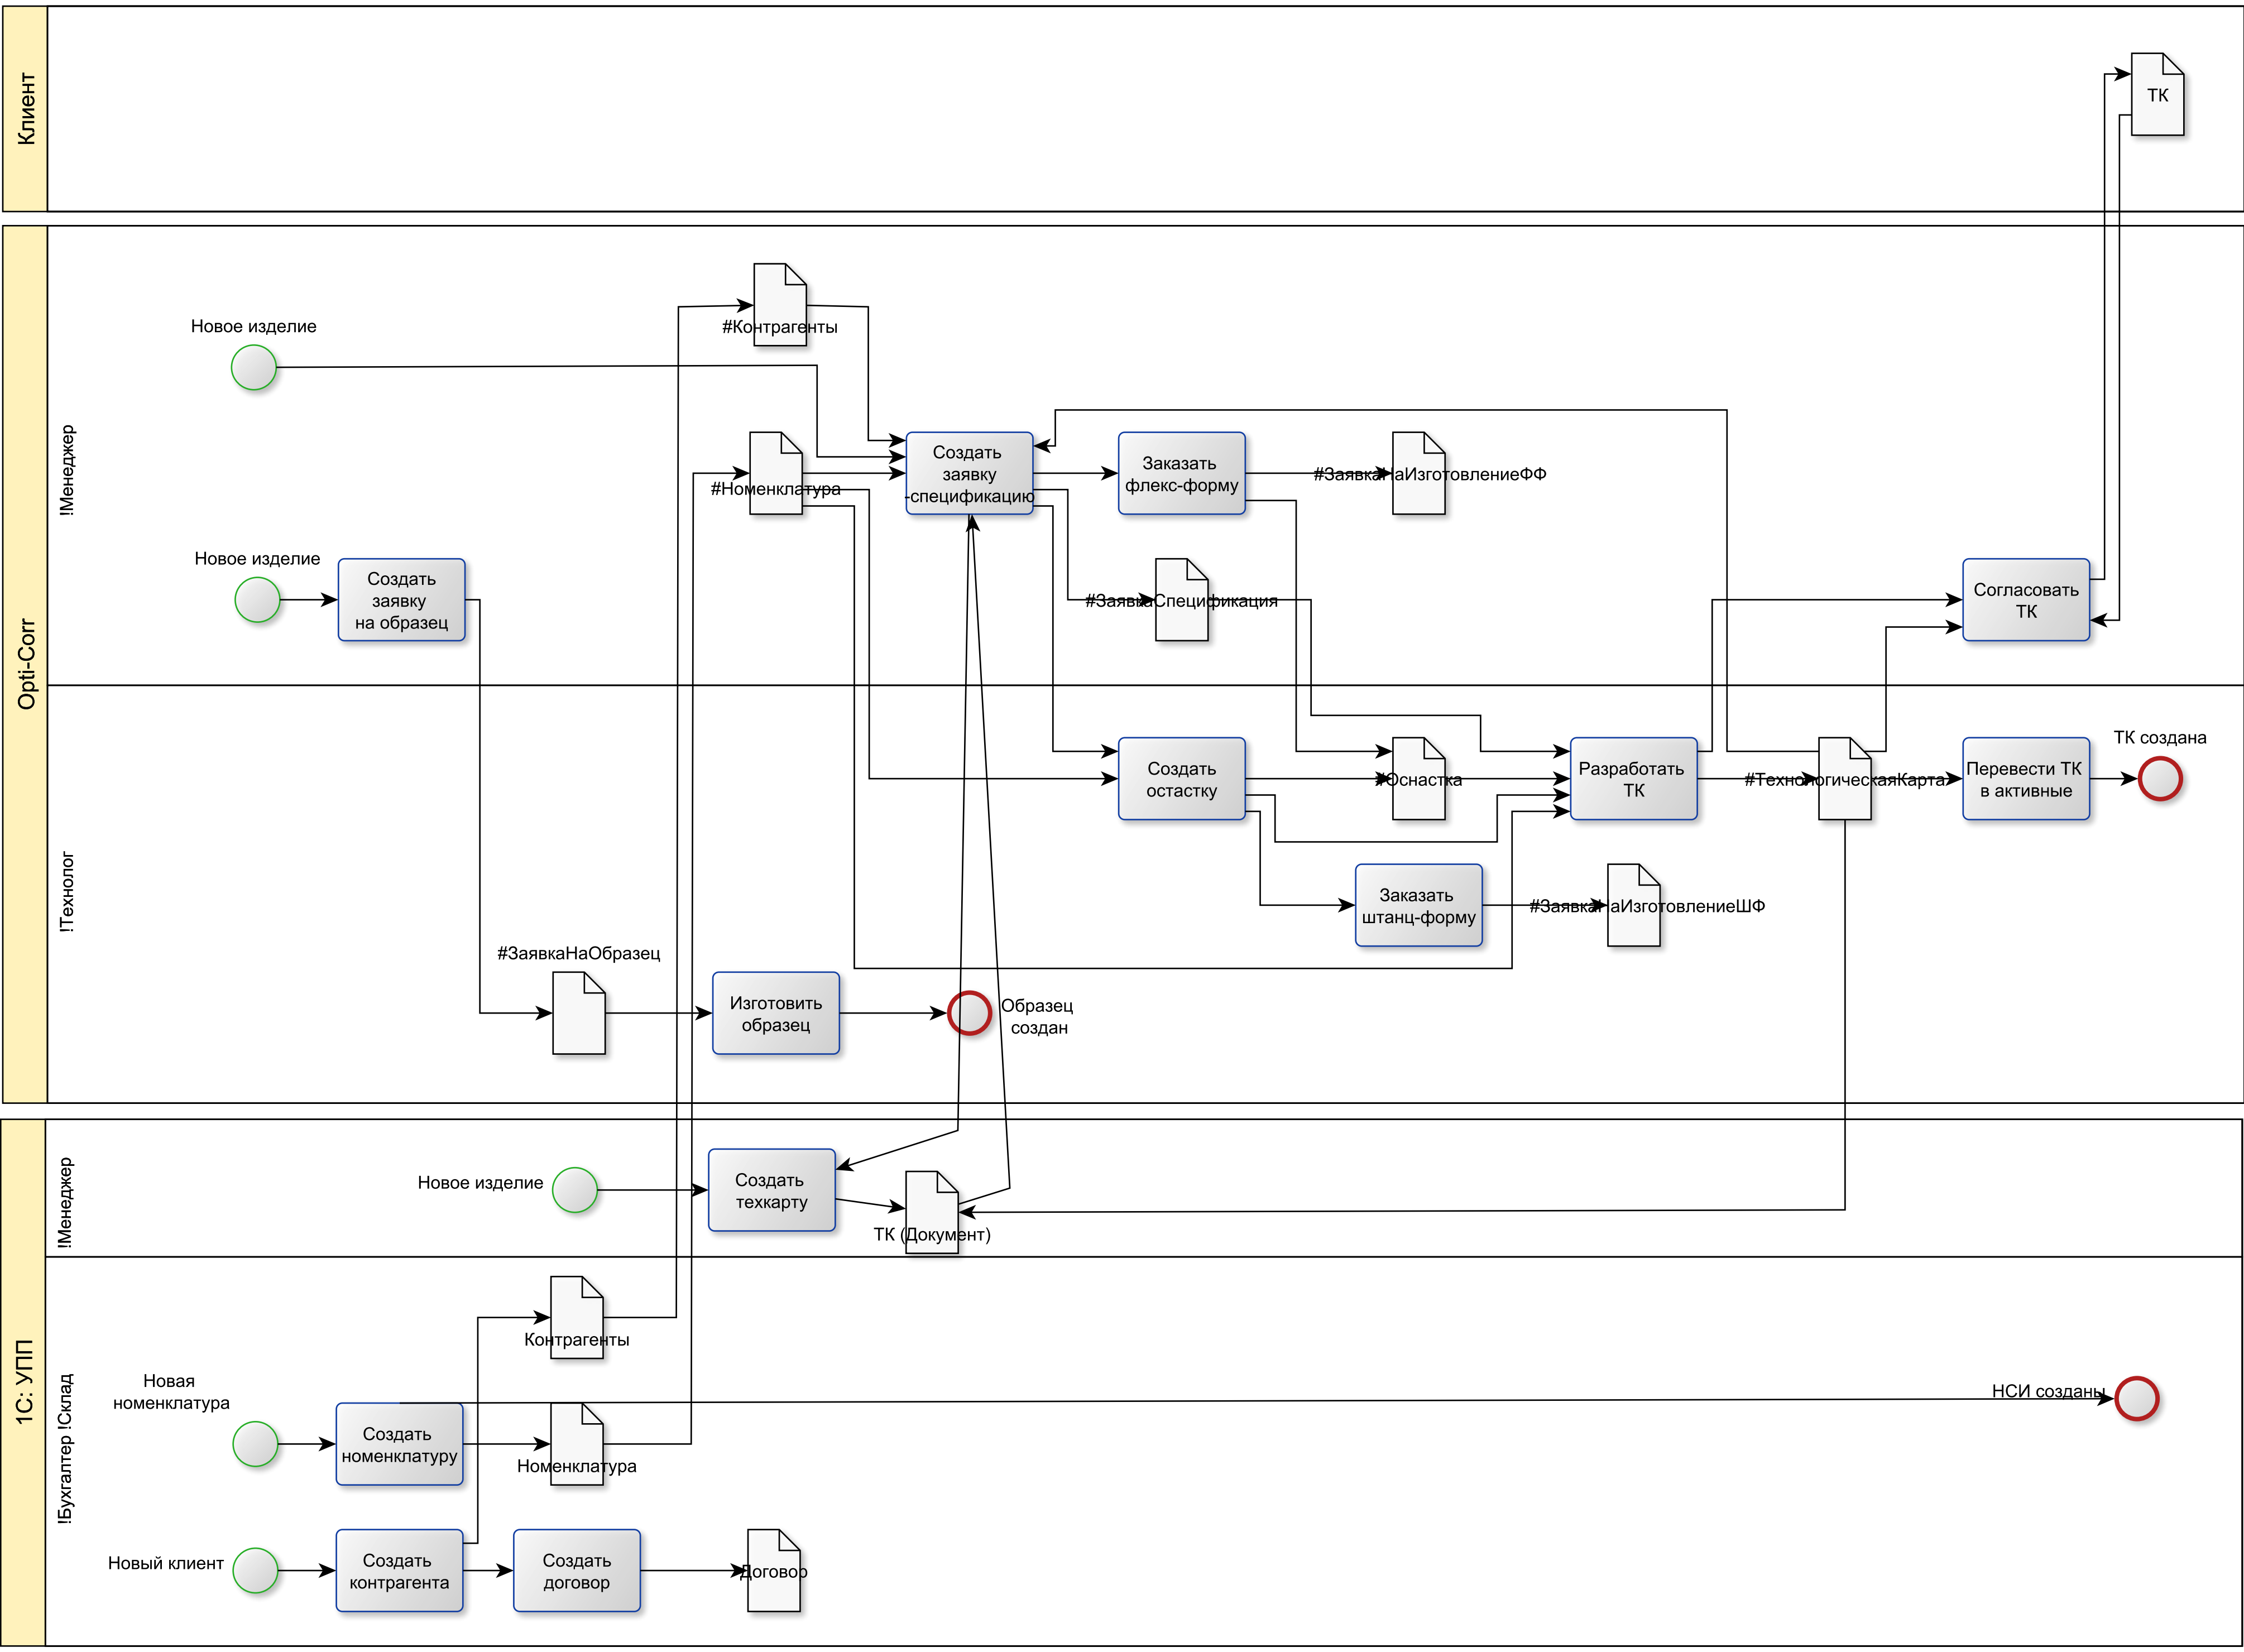 Клиент
ТК
Opti-Corr
!Менеджер
#Контрагенты
Новое изделие
#Номенклатура
Создать
заявку
-спецификацию
Заказать
флекс-форму
#ЗаявкаНаИзготовлениеФФ
Новое изделие
Создать
заявку
на образец
#ЗаявкаСпецификация
Согласовать
ТК
!Технолог
Создать
остастку
#Оснастка
Разработать
ТК
#ТехнологическаяКарта
Перевести ТК
в активные
ТК создана
Заказать
штанц-форму
#ЗаявкаНаИзготовлениеШФ
#ЗаявкаНаОбразец
Изготовить
образец
Образец
создан
1С: УПП
!Менеджер
Новое изделие
Создать
техкарту
ТК (Документ)
!Бухгалтер !Склад
Контрагенты
Новая
номенклатура
Создать
номенклатуру
Номенклатура
НСИ созданы
Новый клиент
Создать
контрагента
Создать
договор
Договор